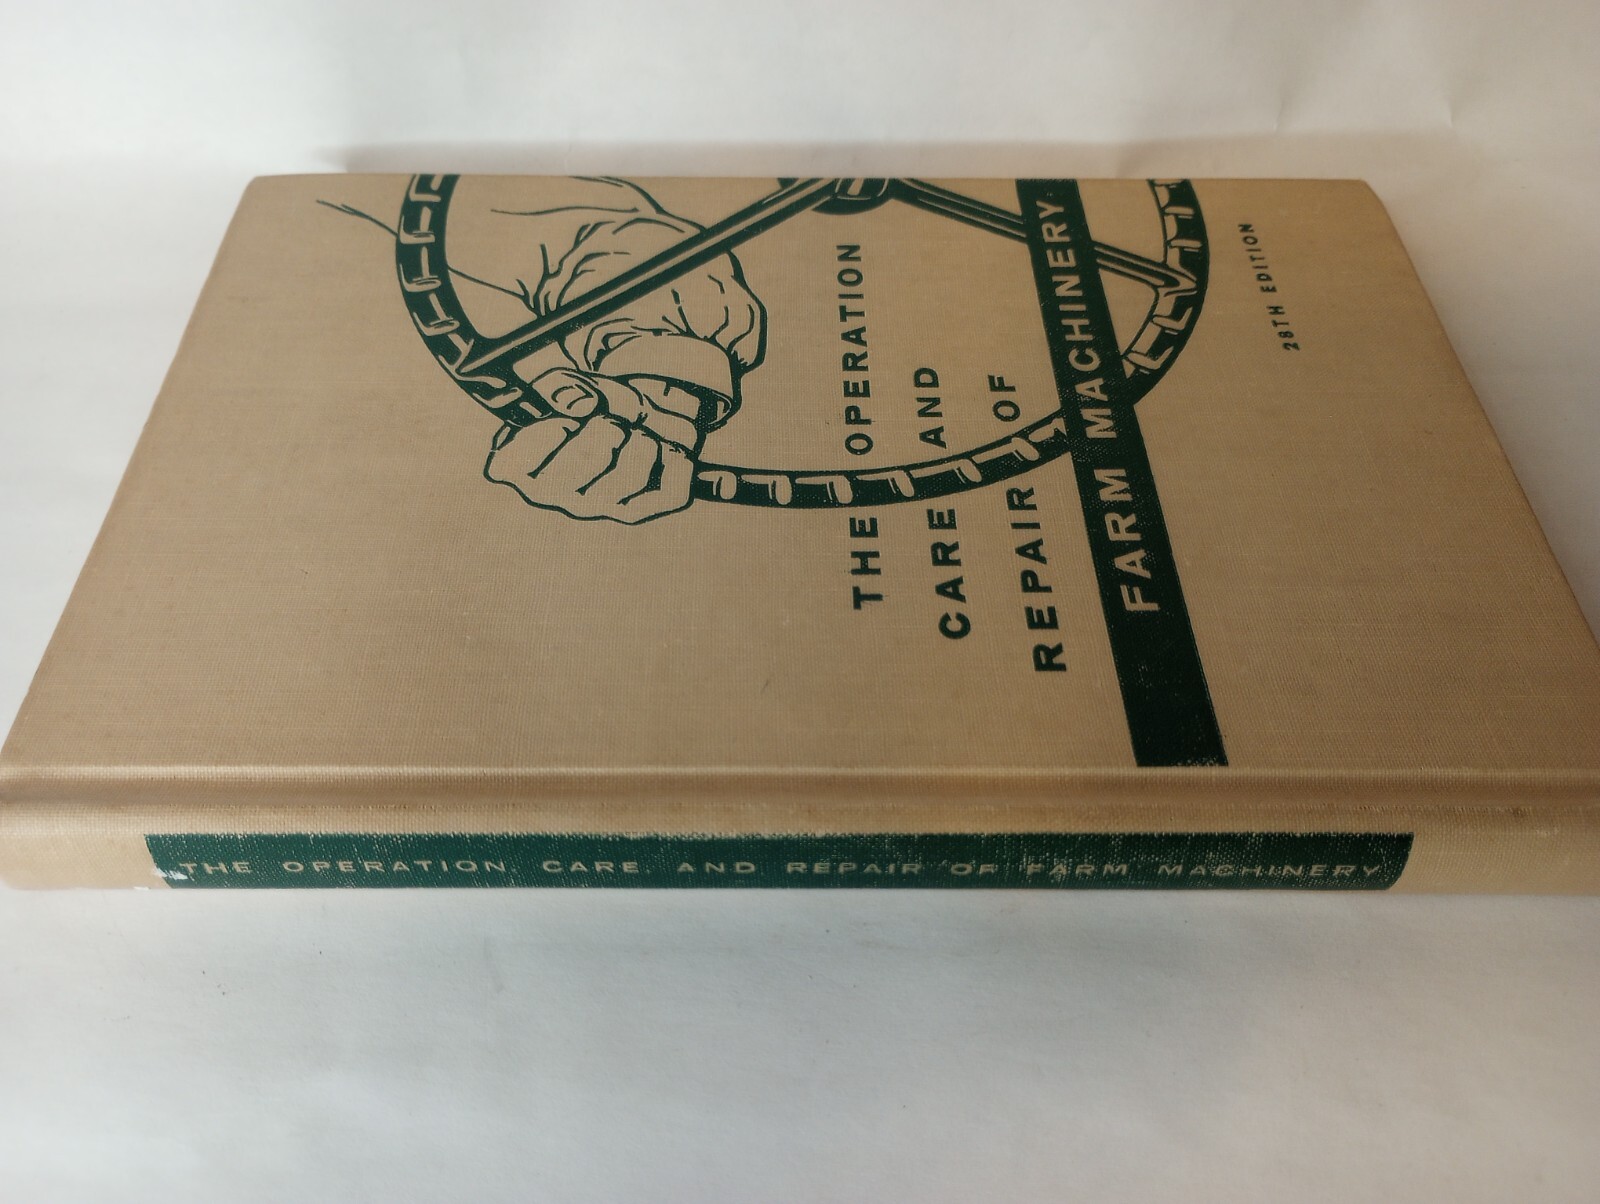 THE OPERATION
CARE AND
REPAIR OF
FARM MACHINERY
28TH EDITION
THE OPERATION CARE AND REPAIR OF FARM MACHINERY